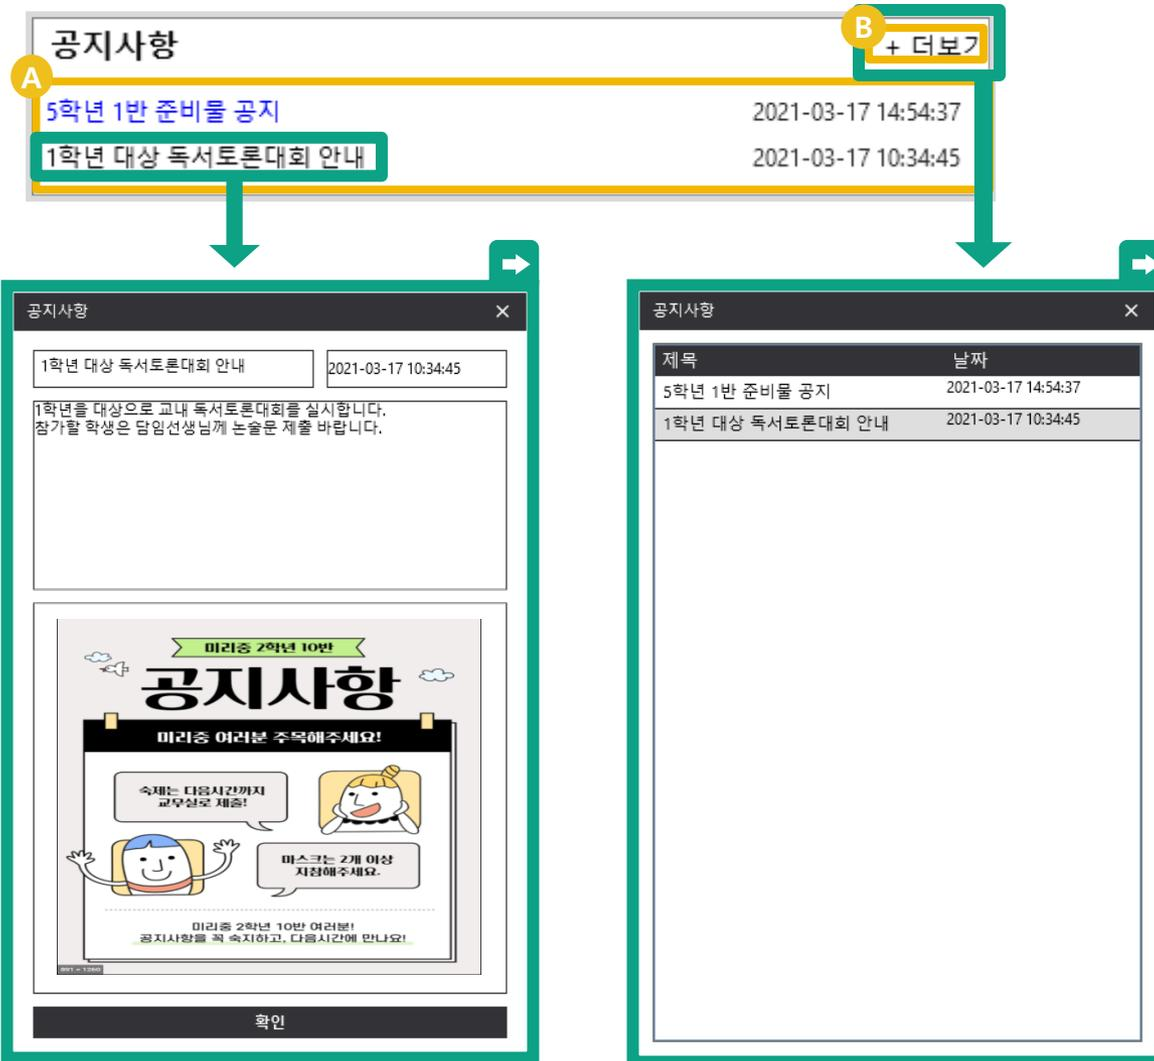 공지사항
B
+ 더보기
A
5학년 1반 준비물 공지 2021-03-17 14:54:37
1학년 대상 독서토론대회 안내 2021-03-17 10:34:45
공지사항 ×
1학년 대상 독서토론대회 안내 2021-03-17 10:34:45
1학년을 대상으로 교내 독서토론대회를 실시합니다.
참가할 학생은 담임선생님께 논술문 제출 바랍니다.
미리중 2학년 10반
공지사항
미리중 여러분 주목해주세요!
숙제는 다음시간까지
교무실로 제출!
마스크는 2개 이상
지참해주세요.
미리중 2학년 10반 여러분!
공지사항을 꼭 숙지하고, 다음시간에 만나요!
891 × 1260
확인
공지사항 ×
제목 날짜
5학년 1반 준비물 공지 2021-03-17 14:54:37
1학년 대상 독서토론대회 안내 2021-03-17 10:34:45